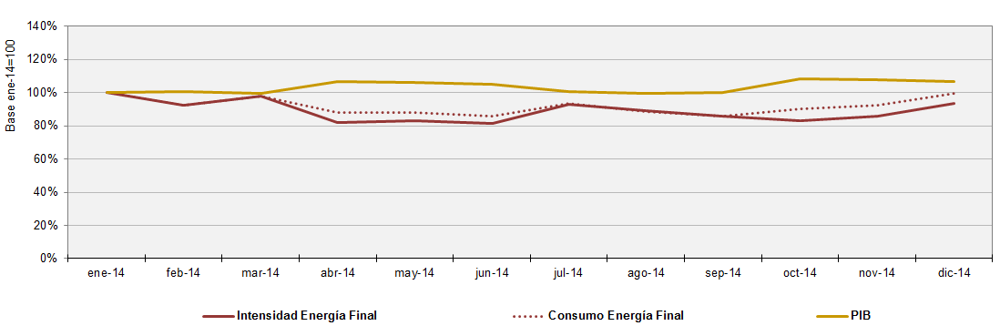 Base ene-14=100
140%
120%
100%
80%
60%
40%
20%
0%
ene-14 feb-14 mar-14 abr-14 may-14 jun-14 jul-14 ago-14 sep-14 oct-14 nov-14 dic-14
Intensidad Energía Final Consumo Energía Final PIB